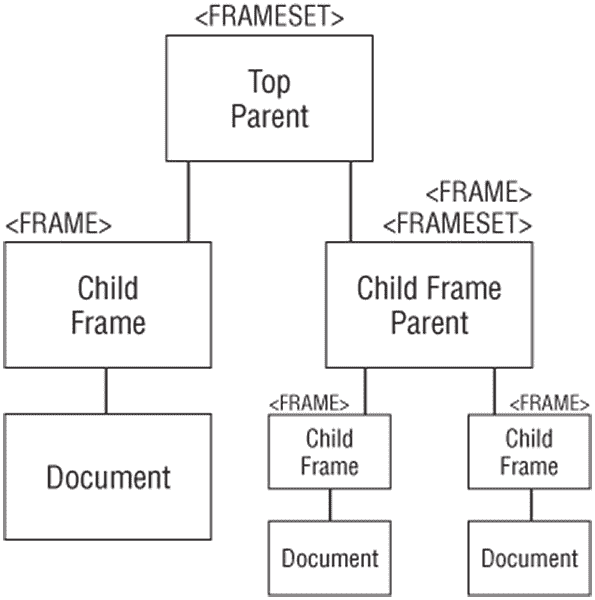 <FRAMESET>
Top
Parent
<FRAME>
<FRAME>
<FRAMESET>
Child
Frame
Child Frame
Parent
<FRAME>
<FRAME>
Child
Frame
Child
Frame
Document
Document
Document